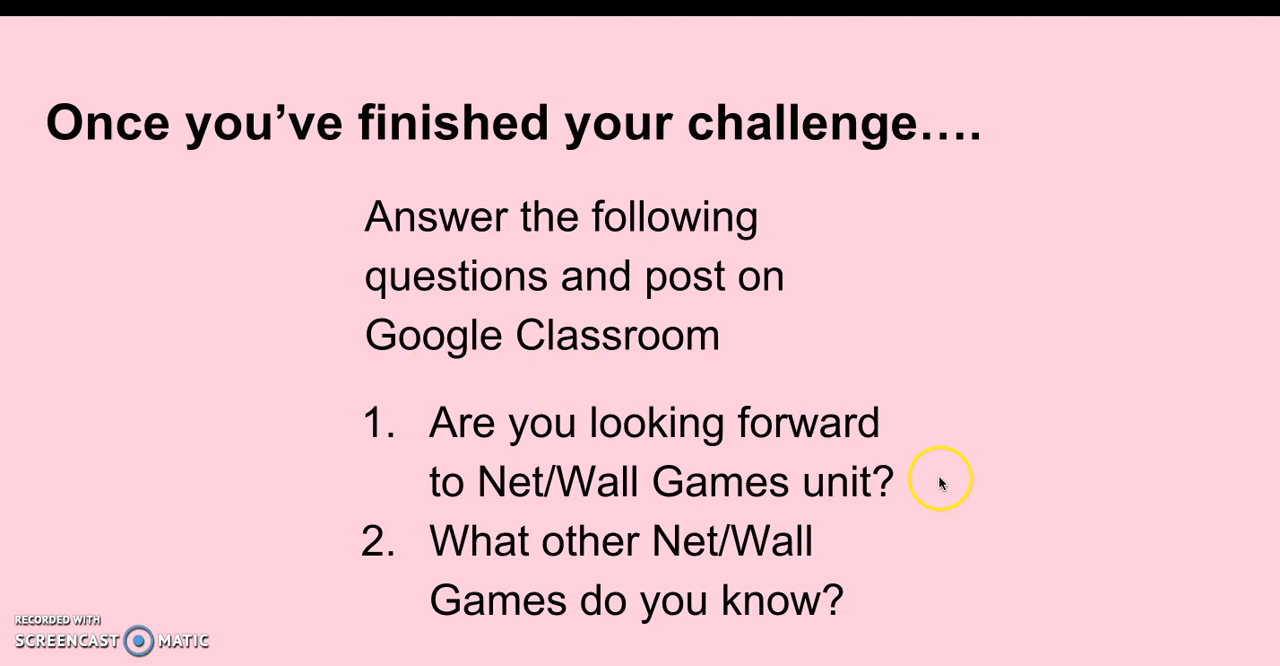 Once you’ve finished your challenge….
Answer the following
questions and post on
Google Classroom
1. Are you looking forward
to Net/Wall Games unit?
2. What other Net/Wall
Games do you know?
RECORDED WITH
SCREENCAST MATIC